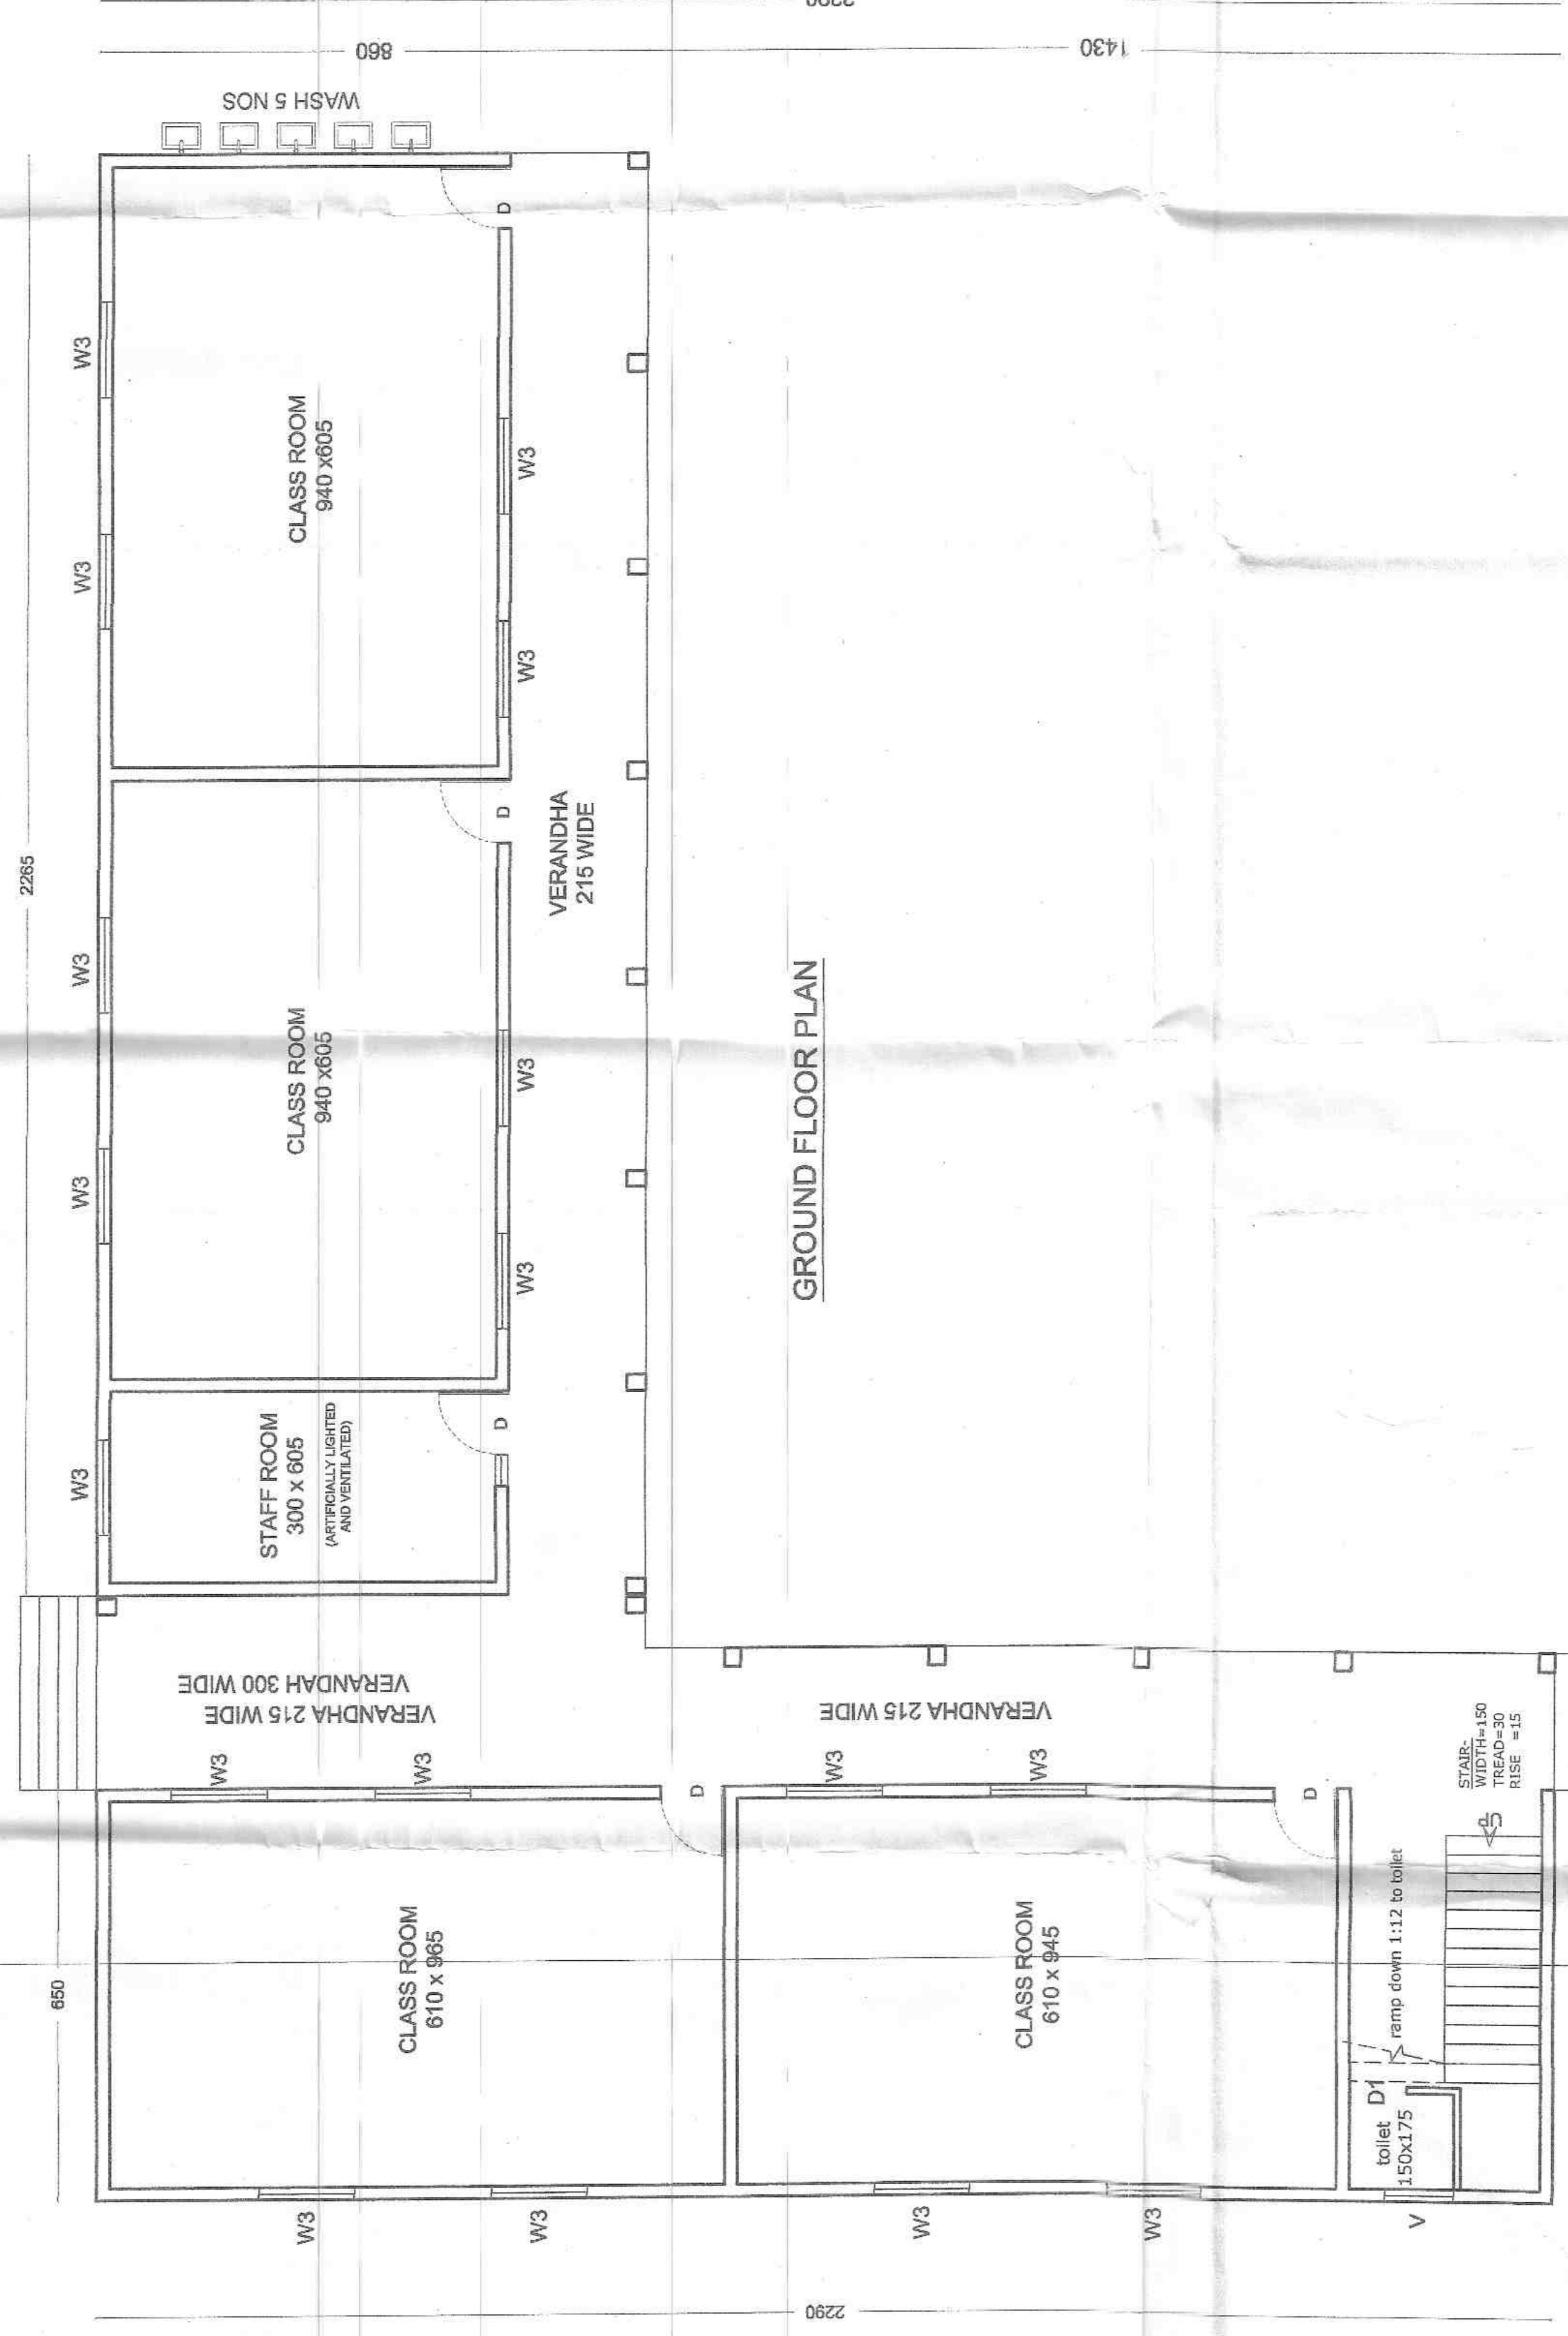 2290
860
1430
WASH 5 NOS
2265
W3
W3
CLASS ROOM
940 x605
D
W3
W3
W3
W3
CLASS ROOM
940 x605
D
W3
W3
VERANDHA
215 WIDE
GROUND FLOOR PLAN
W3
STAFF ROOM
300 x 605
(ARTIFICIALLY LIGHTED
AND VENTILATED)
D
VERANDAH 300 WIDE
VERANDHA 215 WIDE
VERANDHA 215 WIDE
W3
W3
D
W3
W3
D
STAIR-
WIDTH=150
TREAD=30
RISE =15
650
CLASS ROOM
610 x 965
CLASS ROOM
610 x 945
ramp down 1:12 to toilet
toilet
150x175
D1
W3
W3
W3
W3
V
2290